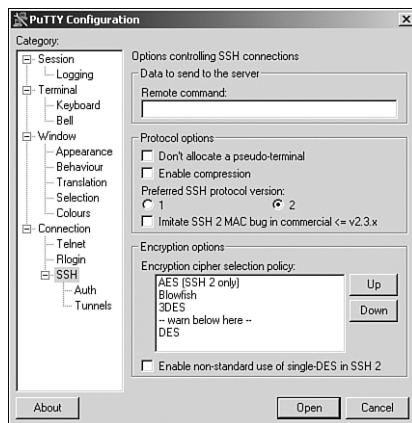 PuTTY Configuration
Category:
Session
Logging
Terminal
Keyboard
Bell
Window
Appearance
Behaviour
Translation
Selection
Colours
Connection
Telnet
Rlogin
SSH
Auth
Tunnels
Options controlling SSH connections
Data to send to the server
Remote command:
Protocol options
Don't allocate a pseudo-terminal
Enable compression
Preferred SSH protocol version:
1 2
Imitate SSH 2 MAC bug in commercial <= v2.3.x
Encryption options
Encryption cipher selection policy:
AES (SSH 2 only)
Blowfish
3DES
-- warn below here --
DES
Up
Down
Enable non-standard use of single-DES in SSH 2
About Open Cancel